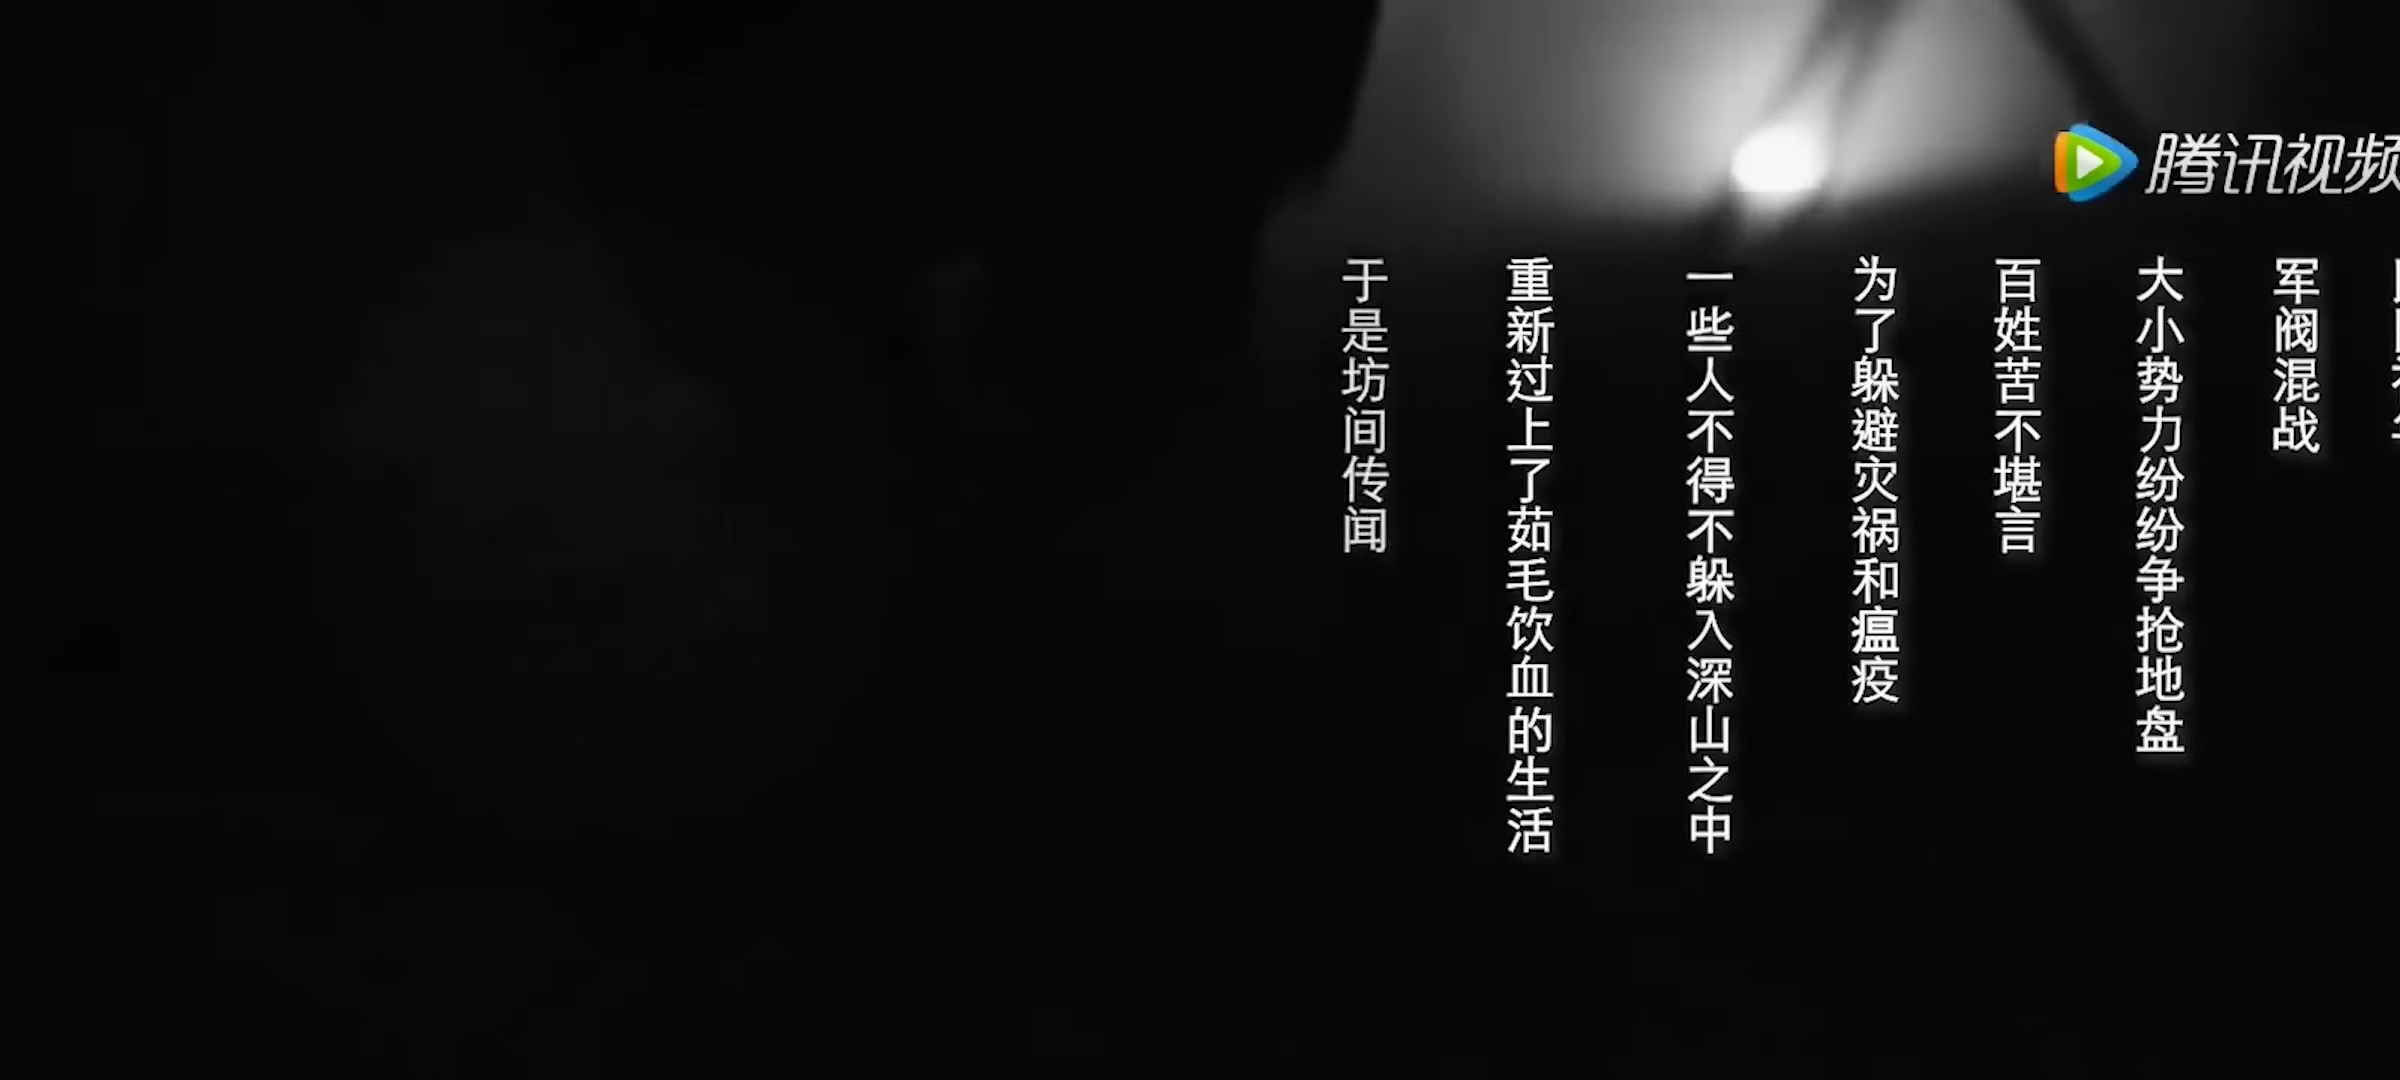 腾讯视频
军阀混战
大小势力纷纷争抢地盘
百姓苦不堪言
为了躲避灾祸和瘟疫
一些人不得不躲入深山之中
重新过上了茹毛饮血的生活
于是坊间传闻